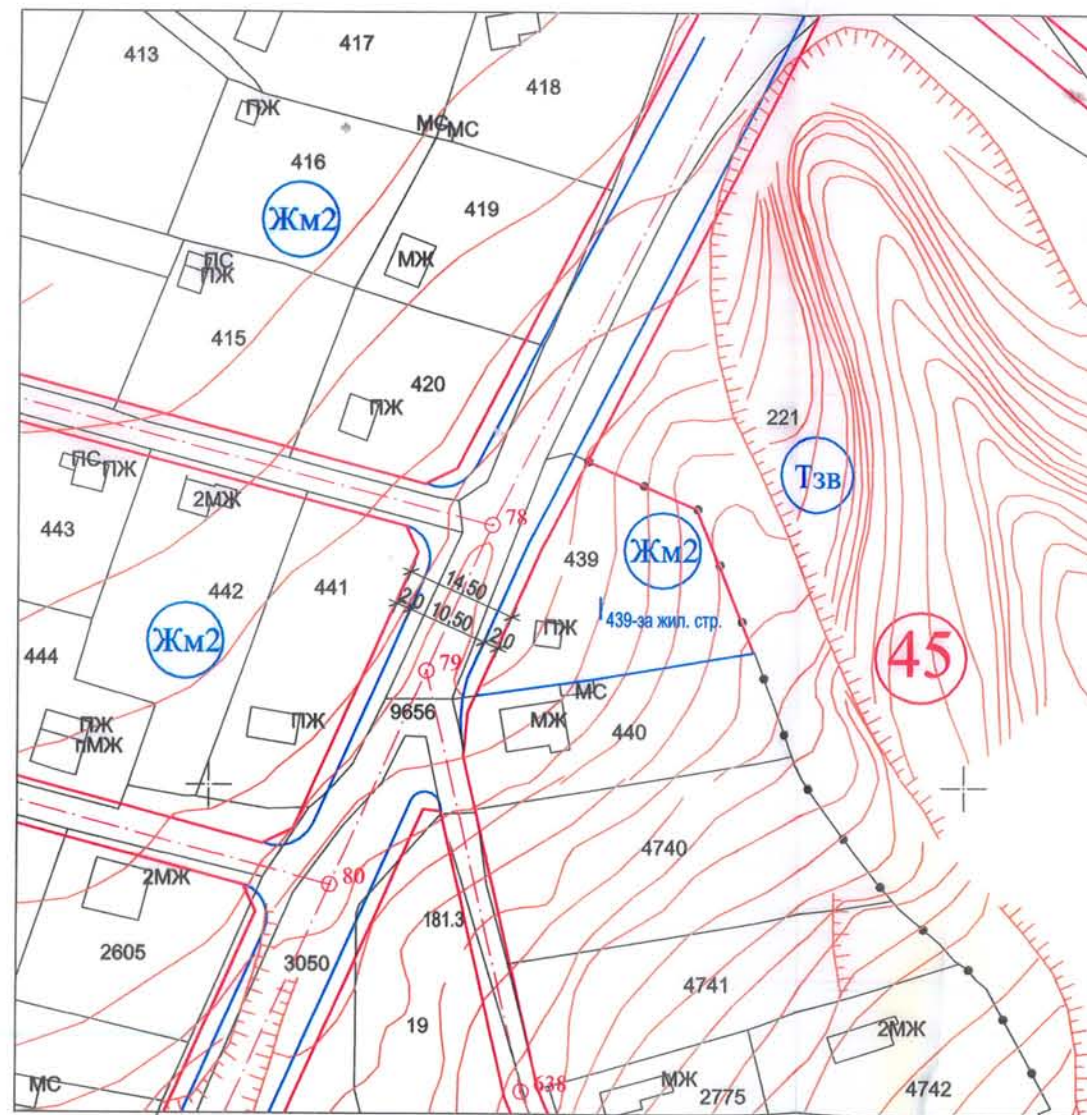 413
417
418
ПЖ
МС
МС
416
Жм2
419
МЖ
ПС
ПЖ
415
420
ПЖ
221
Тзв
ПС
ПЖ
2МЖ
443
78
439
Жм2
14,50
442
441
2,0
10,50
2,0
I 439-за жил. стр.
ПЖ
Жм2
444
45
79
МС
9656
МЖ
440
ПЖ
пМЖ
ПЖ
4740
80
2МЖ
181.3
2605
3050
4741
19
2МЖ
МС
638
МЖ
2775
4742